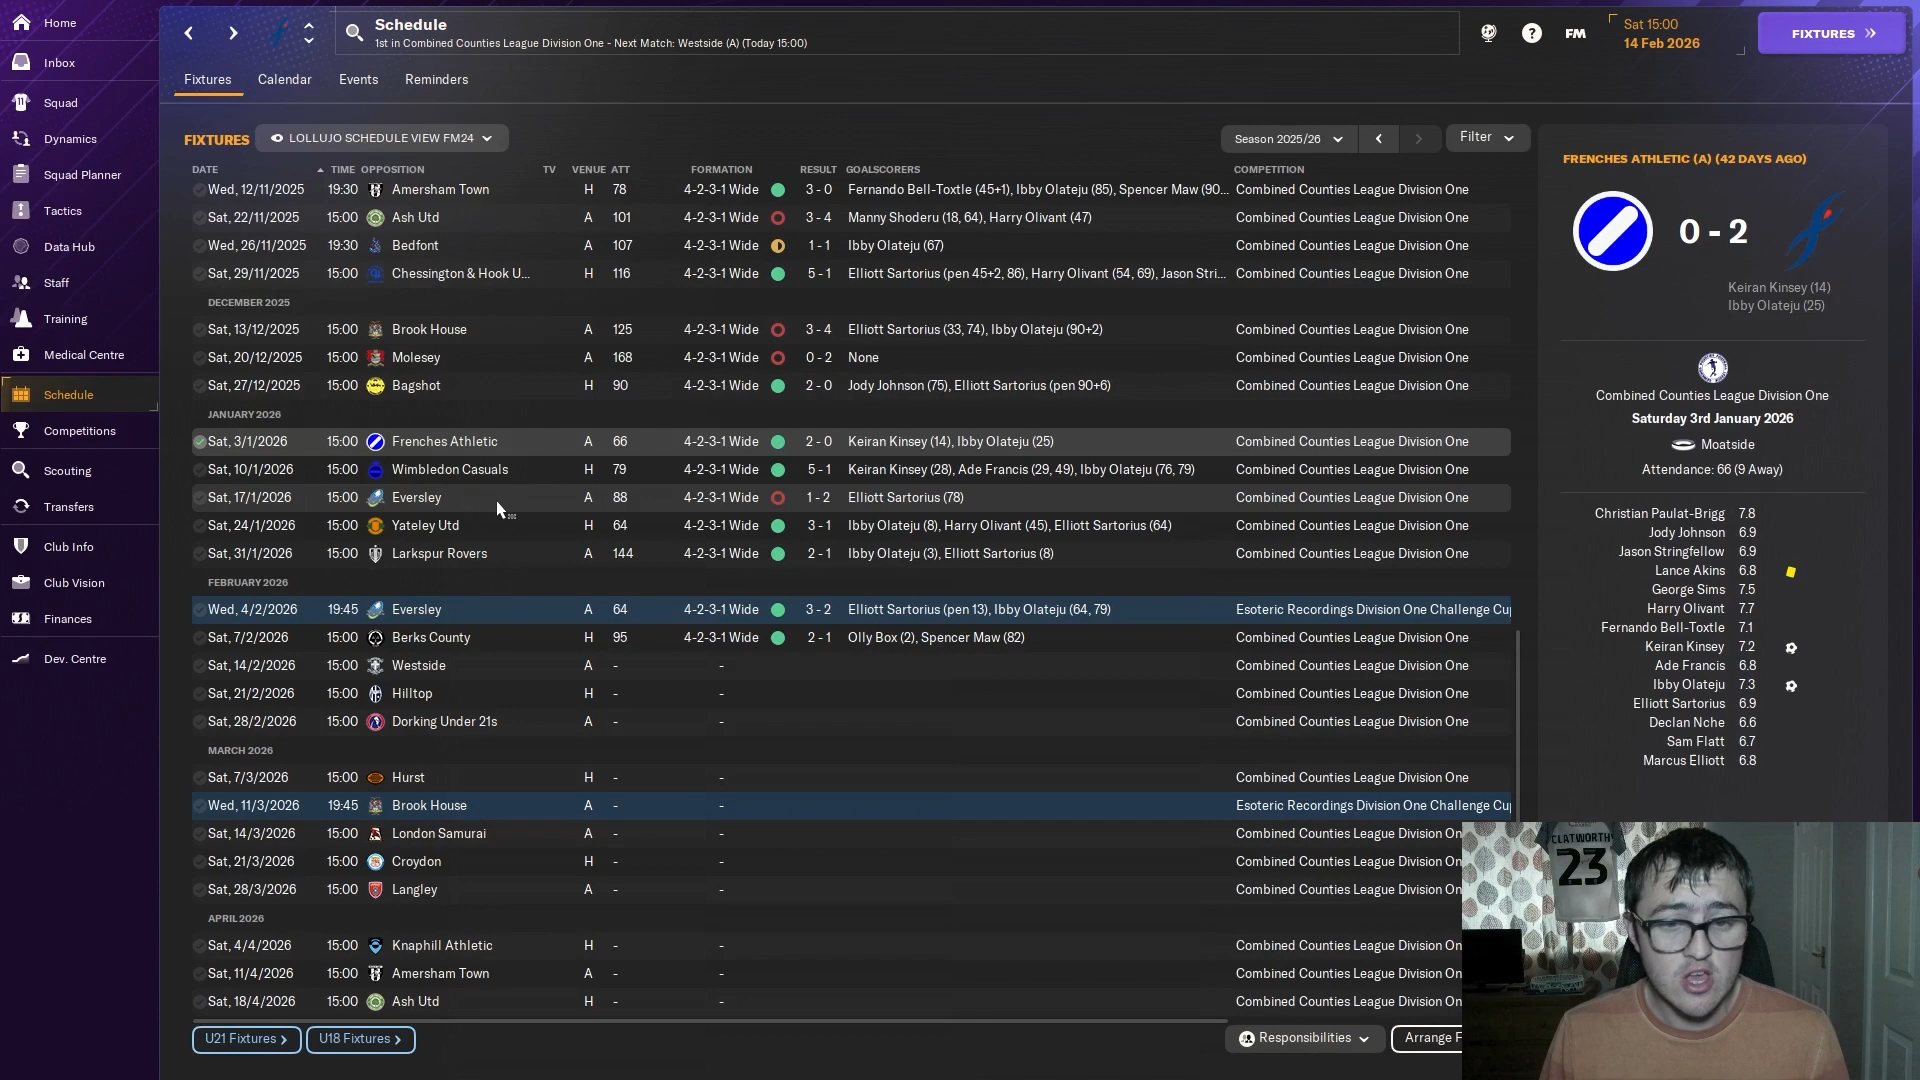 Home
Inbox
Squad
Dynamics
Squad Planner
Tactics
Data Hub
Staff
Training
Medical Centre
Schedule
Competitions
Scouting
Transfers
Club Info
Club Vision
Finances
Dev. Centre
Schedule
1st in Combined Counties League Division One - Next Match: Westside (A) (Today 15:00)
FM
Sat 15:00
14 Feb 2026
FIXTURES
Fixtures Calendar Events Reminders
FIXTURES LOLLUJO SCHEDULE VIEW FM24 Season 2025/26 Filter
DATE TIME OPPOSITION TV VENUE ATT FORMATION RESULT GOALSCORERS COMPETITION
Wed, 12/11/2025 19:30 Amersham Town H 78 4-2-3-1 Wide 3 - 0 Fernando Bell-Toxtle (45+1), Ibby Olateju (85), Spencer Maw (90... Combined Counties League Division One
Sat, 22/11/2025 15:00 Ash Utd A 101 4-2-3-1 Wide 3 - 4 Manny Shoderu (18, 64), Harry Olivant (47) Combined Counties League Division One
Wed, 26/11/2025 19:30 Bedfont A 107 4-2-3-1 Wide 1 - 1 Ibby Olateju (67) Combined Counties League Division One
Sat, 29/11/2025 15:00 Chessington & Hook U... H 116 4-2-3-1 Wide 5 - 1 Elliott Sartorius (pen 45+2, 86), Harry Olivant (54, 69), Jason Stri... Combined Counties League Division One
DECEMBER 2025
Sat, 13/12/2025 15:00 Brook House A 125 4-2-3-1 Wide 3 - 4 Elliott Sartorius (33, 74), Ibby Olateju (90+2) Combined Counties League Division One
Sat, 20/12/2025 15:00 Molesey A 168 4-2-3-1 Wide 0 - 2 None Combined Counties League Division One
Sat, 27/12/2025 15:00 Bagshot H 90 4-2-3-1 Wide 2 - 0 Jody Johnson (75), Elliott Sartorius (pen 90+6) Combined Counties League Division One
JANUARY 2026
Sat, 3/1/2026 15:00 Frenches Athletic A 66 4-2-3-1 Wide 2 - 0 Keiran Kinsey (14), Ibby Olateju (25) Combined Counties League Division One
Sat, 10/1/2026 15:00 Wimbledon Casuals H 79 4-2-3-1 Wide 5 - 1 Keiran Kinsey (28), Ade Francis (29, 49), Ibby Olateju (76, 79) Combined Counties League Division One
Sat, 17/1/2026 15:00 Eversley A 88 4-2-3-1 Wide 1 - 2 Elliott Sartorius (78) Combined Counties League Division One
Sat, 24/1/2026 15:00 Yateley Utd H 64 4-2-3-1 Wide 3 - 1 Ibby Olateju (8), Harry Olivant (45), Elliott Sartorius (64) Combined Counties League Division One
Sat, 31/1/2026 15:00 Larkspur Rovers A 144 4-2-3-1 Wide 2 - 1 Ibby Olateju (3), Elliott Sartorius (8) Combined Counties League Division One
FEBRUARY 2026
Wed, 4/2/2026 19:45 Eversley A 64 4-2-3-1 Wide 3 - 2 Elliott Sartorius (pen 13), Ibby Olateju (64, 79) Esoteric Recordings Division One Challenge Cup
Sat, 7/2/2026 15:00 Berks County H 95 4-2-3-1 Wide 2 - 1 Olly Box (2), Spencer Maw (82) Combined Counties League Division One
Sat, 14/2/2026 15:00 Westside A - - Combined Counties League Division One
Sat, 21/2/2026 15:00 Hilltop H - - Combined Counties League Division One
Sat, 28/2/2026 15:00 Dorking Under 21s A - - Combined Counties League Division One
MARCH 2026
Sat, 7/3/2026 15:00 Hurst H - - Combined Counties League Division One
Wed, 11/3/2026 19:45 Brook House A - - Esoteric Recordings Division One Challenge Cup
Sat, 14/3/2026 15:00 London Samurai A - - Combined Counties League Division One
Sat, 21/3/2026 15:00 Croydon H - - Combined Counties League Division On
Sat, 28/3/2026 15:00 Langley A - - Combined Counties League Division On
APRIL 2026
Sat, 4/4/2026 15:00 Knaphill Athletic H - - Combined Counties League Division On
Sat, 11/4/2026 15:00 Amersham Town A - - Combined Counties League Division On
Sat, 18/4/2026 15:00 Ash Utd H - - Combined Counties League Division On
U21 Fixtures U18 Fixtures Responsibilities Arrange F
FRENCHES ATHLETIC (A) (42 DAYS AGO)
0 - 2
Keiran Kinsey (14)
Ibby Olateju (25)
Combined Counties League Division One
Saturday 3rd January 2026
Moatside
Attendance: 66 (9 Away)
Christian Paulat-Brigg 7.8
Jody Johnson 6.9
Jason Stringfellow 6.9
Lance Akins 6.8
George Sims 7.5
Harry Olivant 7.7
Fernando Bell-Toxtle 7.1
Keiran Kinsey 7.2
Ade Francis 6.8
Ibby Olateju 7.3
Elliott Sartorius 6.9
Declan Nche 6.6
Sam Flatt 6.7
Marcus Elliott 6.8
CLATWORTHY
23